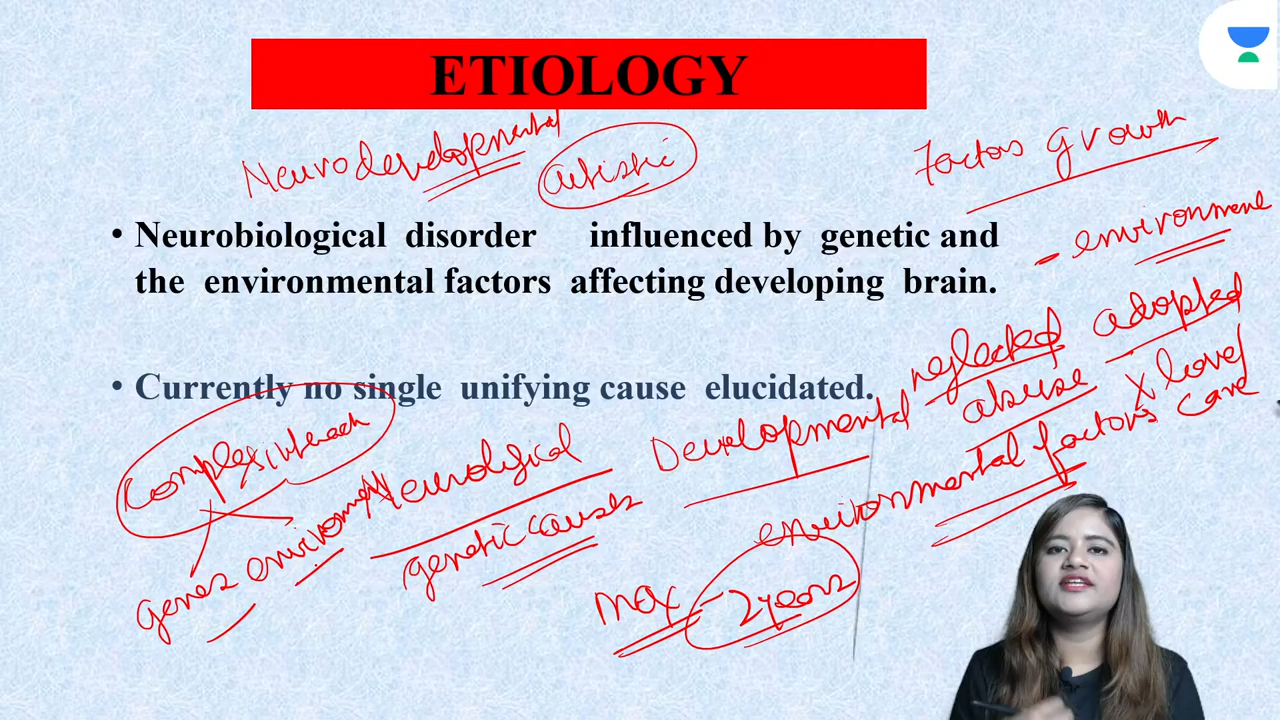 ETIOLOGY
Neurodevelopmental
autistic
Factors growth
- environment
• Neurobiological disorder influenced by genetic and
the environmental factors affecting developing brain.
neglected adopted
abuse X love/
care
• Currently no single unifying cause elucidated.
Complex
genes environment
Neurological
genetic causes
Developmental
environmental factors
max - 2 years